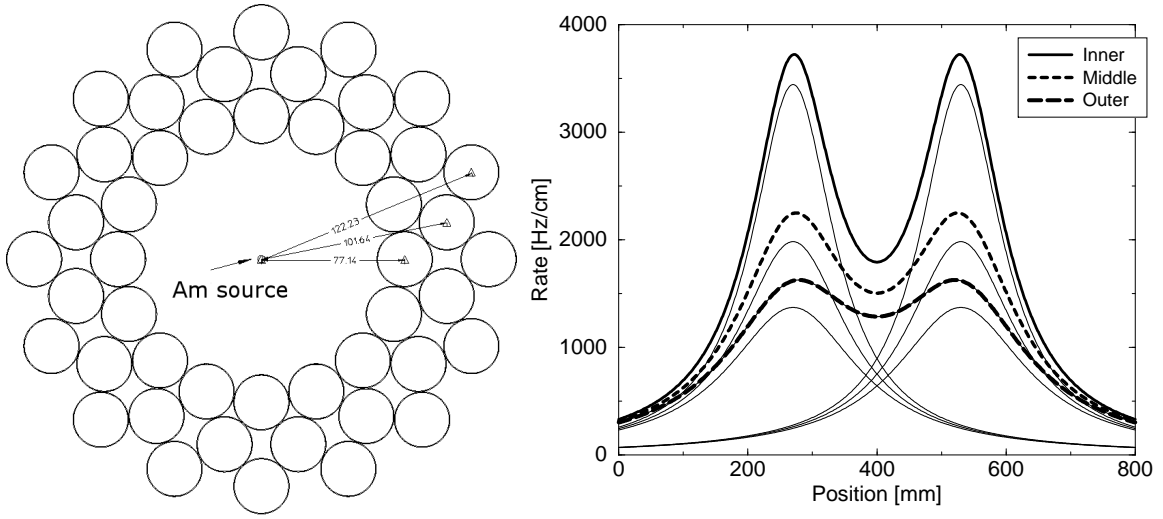 122.23
101.64
77.14
Am source
4000
3000
2000
1000
0
Rate [Hz/cm]
Inner
Middle
Outer
0
200
400
600
800
Position [mm]